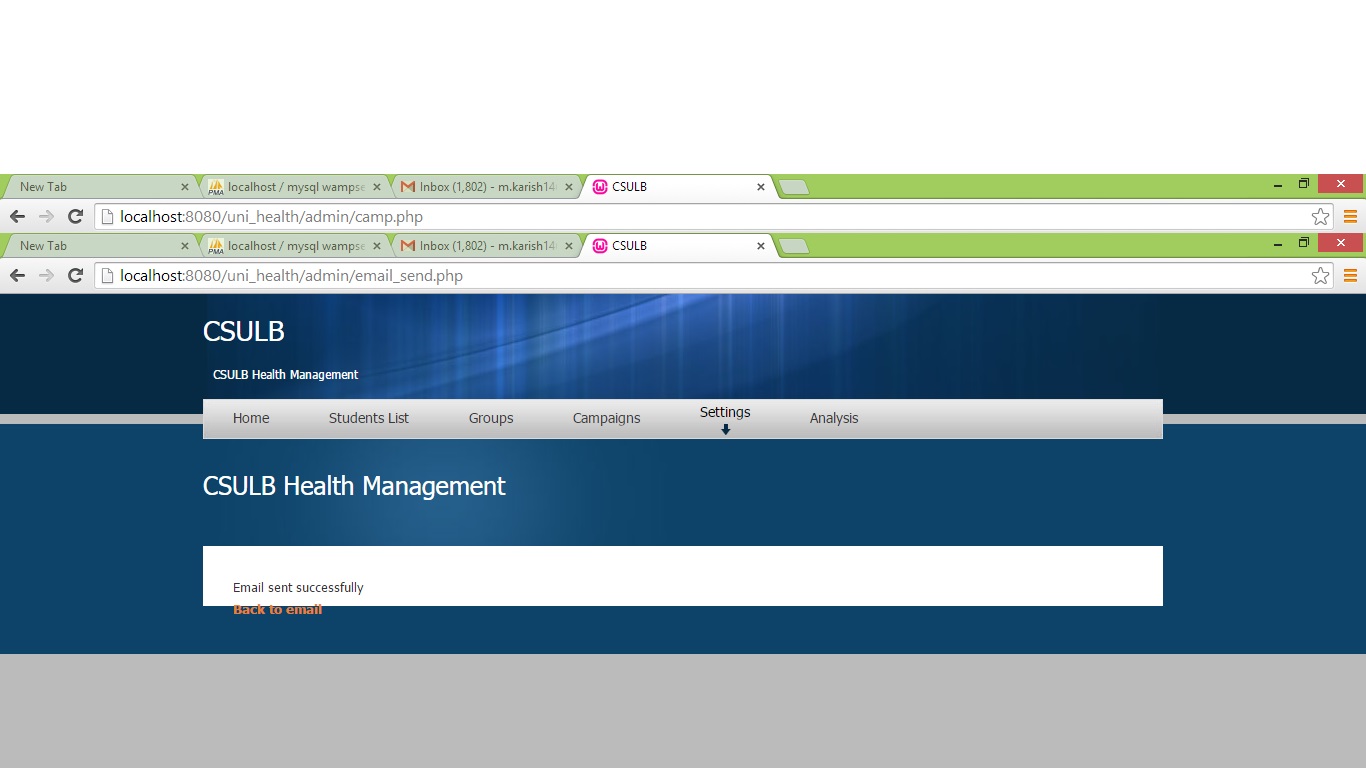 New Tab localhost / mysql wampse Inbox (1,802) - m.karish14 CSULB
localhost:8080/uni_health/admin/camp.php
New Tab localhost / mysql wampse Inbox (1,802) - m.karish14 CSULB
localhost:8080/uni_health/admin/email_send.php
CSULB
CSULB Health Management
Home Students List Groups Campaigns Settings Analysis
CSULB Health Management
Email sent successfully
Back to email